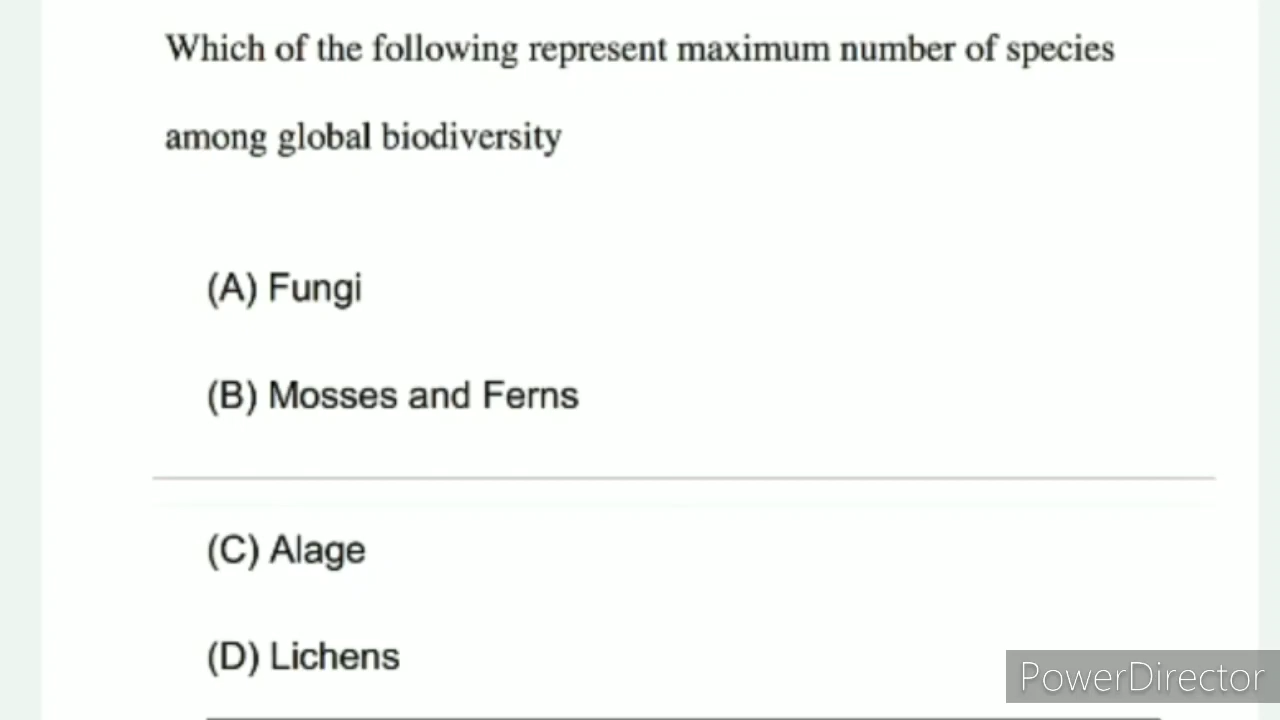 Which of the following represent maximum number of species
among global biodiversity
(A) Fungi
(B) Mosses and Ferns
(C) Alage
(D) Lichens
PowerDirector